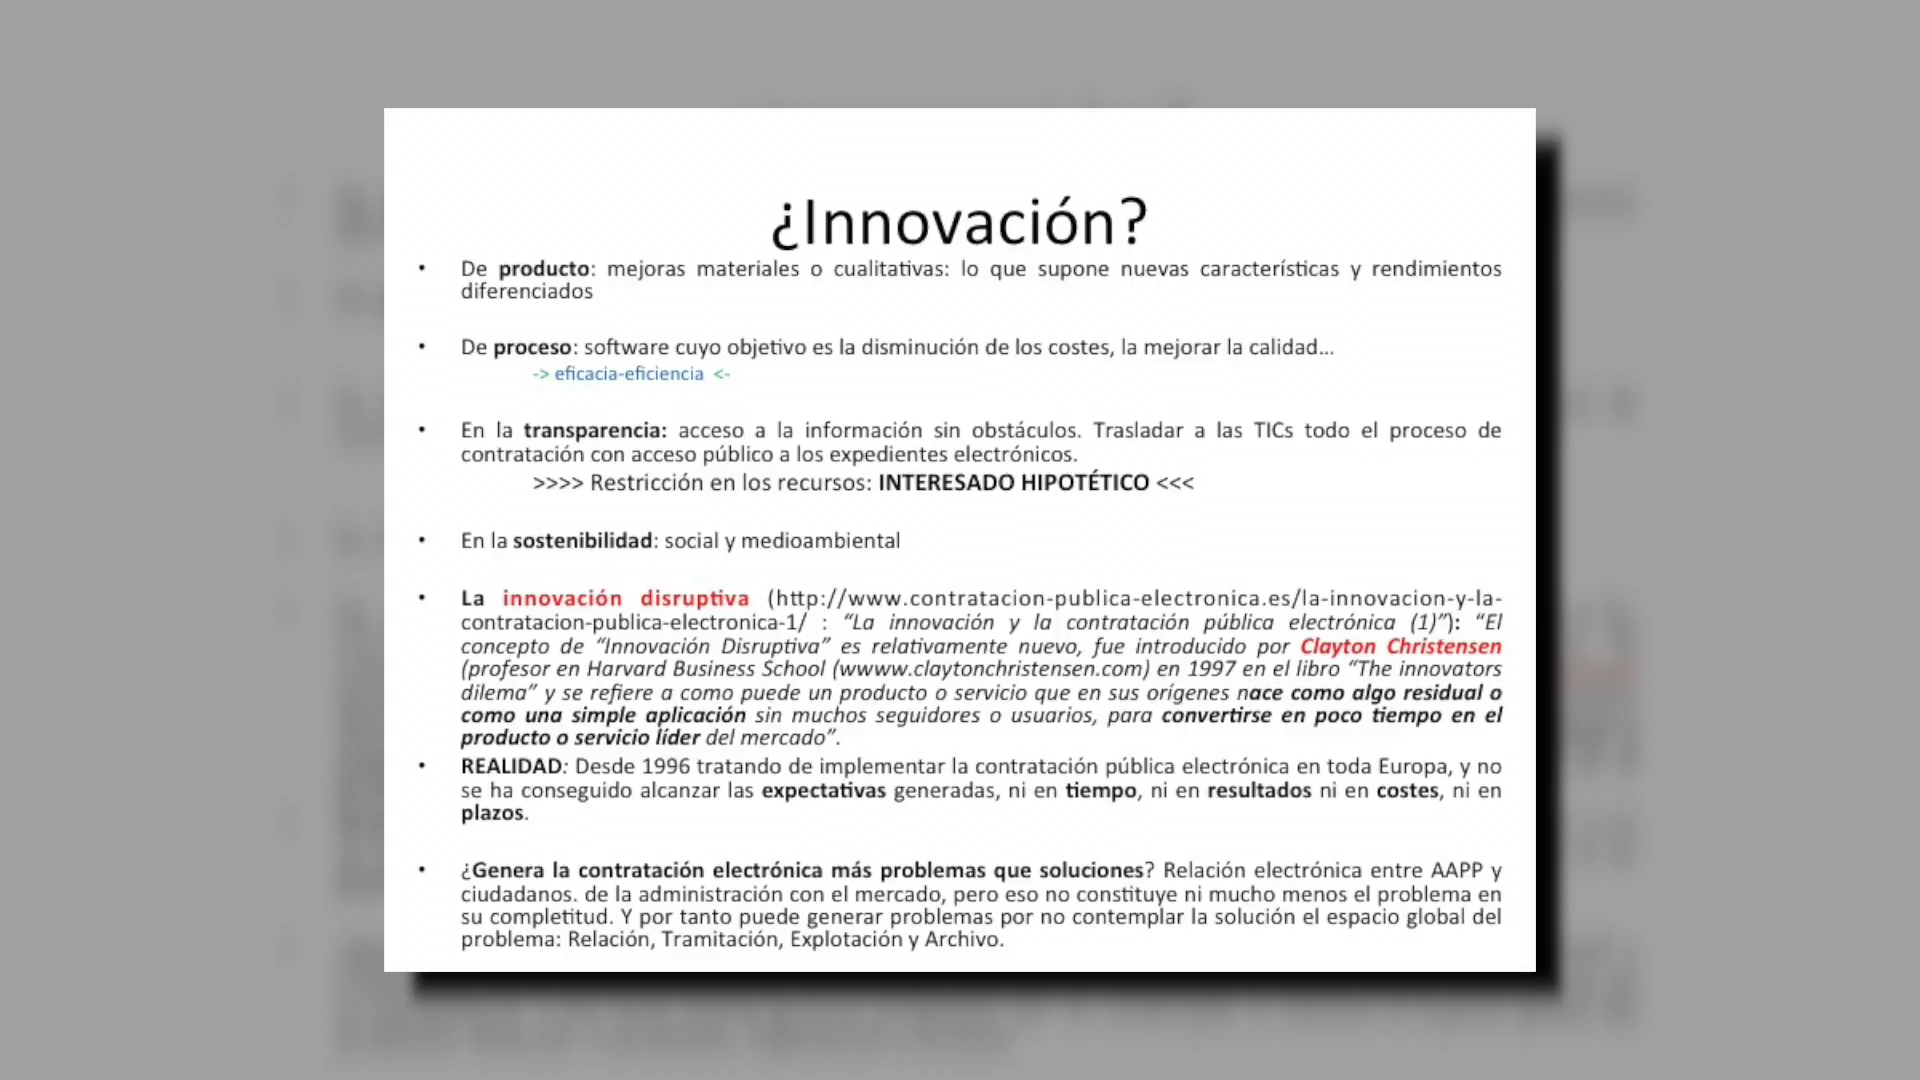 ¿Innovación?
• De producto: mejoras materiales o cualitativas: lo que supone nuevas características y rendimientos
diferenciados
• De proceso: software cuyo objetivo es la disminución de los costes, la mejorar la calidad...
-> eficacia-eficiencia <-
• En la transparencia: acceso a la información sin obstáculos. Trasladar a las TICs todo el proceso de
contratación con acceso público a los expedientes electrónicos.
>>>> Restricción en los recursos: INTERESADO HIPOTÉTICO <<<
• En la sostenibilidad: social y medioambiental
• La innovación disruptiva (http://www.contratacion-publica-electronica.es/la-innovacion-y-la-
contratacion-publica-electronica-1/ : “La innovación y la contratación pública electrónica (1)”): “El
concepto de “Innovación Disruptiva” es relativamente nuevo, fue introducido por Clayton Christensen
(profesor en Harvard Business School (wwww.claytonchristensen.com) en 1997 en el libro “The innovators
dilema” y se refiere a como puede un producto o servicio que en sus orígenes nace como algo residual o
como una simple aplicación sin muchos seguidores o usuarios, para convertirse en poco tiempo en el
producto o servicio líder del mercado”.
• REALIDAD: Desde 1996 tratando de implementar la contratación pública electrónica en toda Europa, y no
se ha conseguido alcanzar las expectativas generadas, ni en tiempo, ni en resultados ni en costes, ni en
plazos.
• ¿Genera la contratación electrónica más problemas que soluciones? Relación electrónica entre AAPP y
ciudadanos. de la administración con el mercado, pero eso no constituye ni mucho menos el problema en
su completitud. Y por tanto puede generar problemas por no contemplar la solución el espacio global del
problema: Relación, Tramitación, Explotación y Archivo.